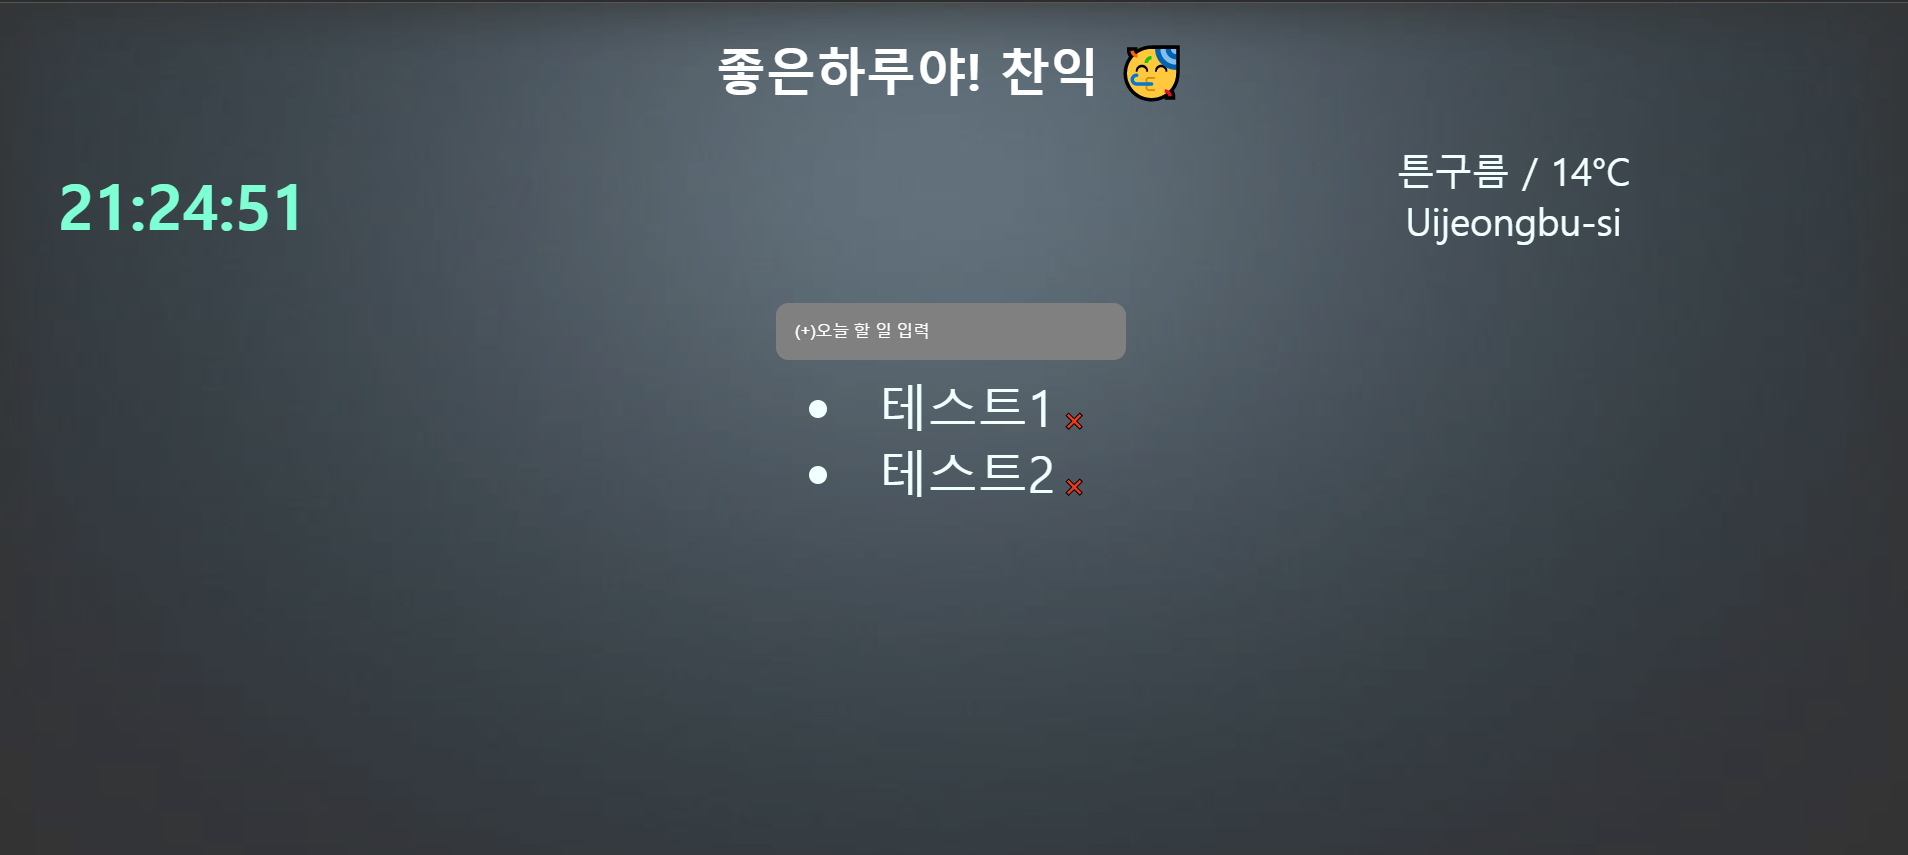 좋은하루야! 찬익 🥳
21:24:51
튼구름 / 14°C
Uijeongbu-si
(+)오늘 할 일 입력
테스트1 ❌
테스트2 ❌